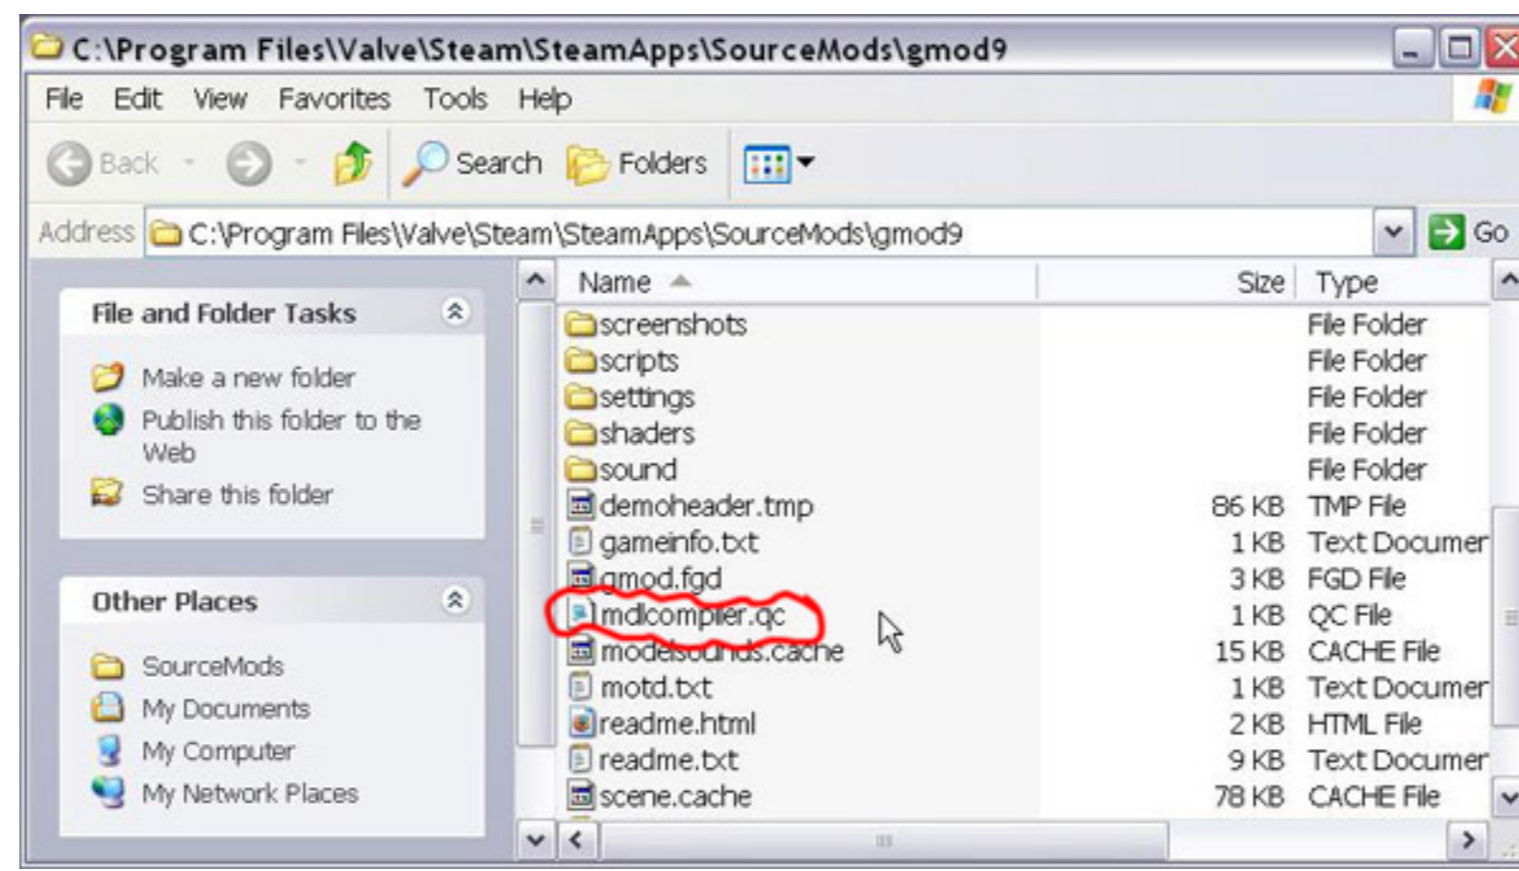 C:\Program Files\Valve\Steam\SteamApps\SourceMods\gmod9
File Edit View Favorites Tools Help
Back Search Folders
Address C:\Program Files\Valve\Steam\SteamApps\SourceMods\gmod9 Go
File and Folder Tasks
Make a new folder
Publish this folder to the
Web
Share this folder
Other Places
SourceMods
My Documents
My Computer
My Network Places
Name Size Type
screenshots File Folder
scripts File Folder
settings File Folder
shaders File Folder
sound File Folder
demoheader.tmp 86 KB TMP File
gameinfo.txt 1 KB Text Documen
gmod.fgd 3 KB FGD File
mdlcompiler.qc 1 KB QC File
modelsounds.cache 15 KB CACHE File
motd.txt 1 KB Text Documen
readme.html 2 KB HTML File
readme.txt 9 KB Text Documen
scene.cache 78 KB CACHE File